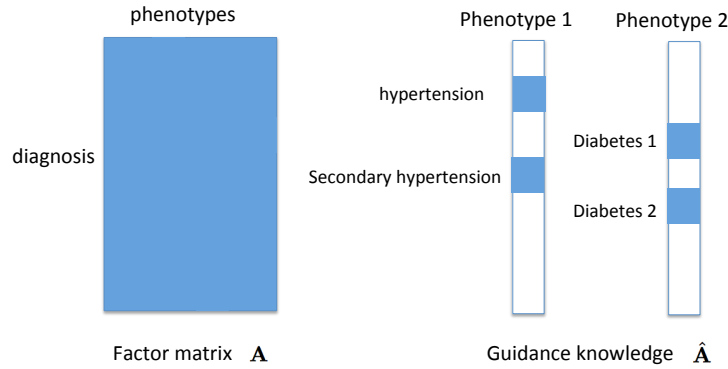 phenotypes
Phenotype 1
Phenotype 2
hypertension
diagnosis
Diabetes 1
Secondary hypertension
Diabetes 2
Factor matrix A
Guidance knowledge Â